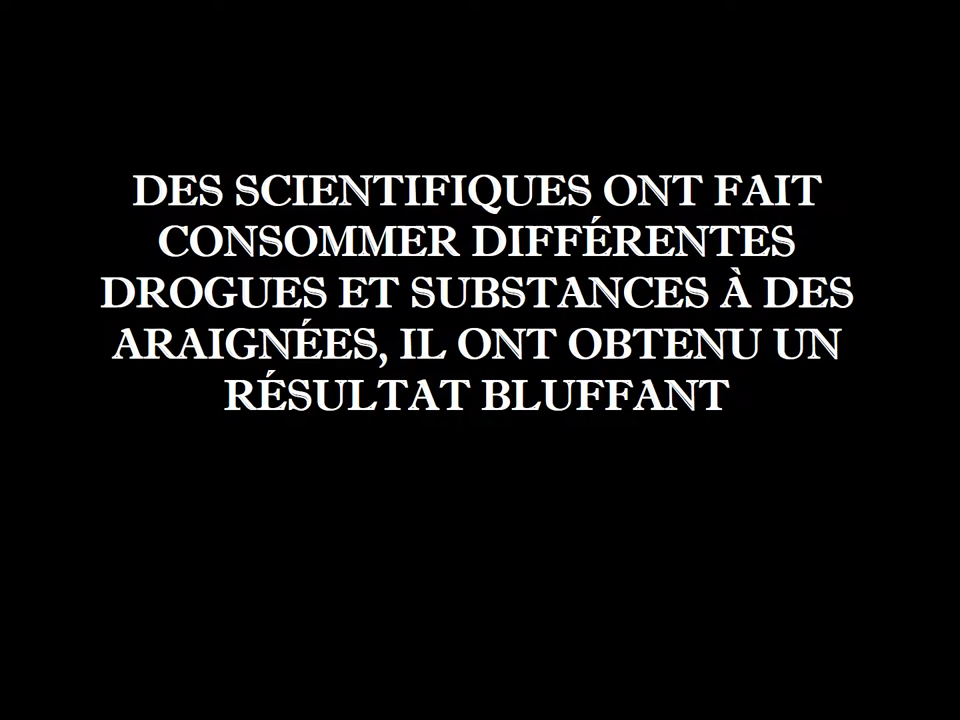 DES SCIENTIFIQUES ONT FAIT
CONSOMMER DIFFÉRENTES
DROGUES ET SUBSTANCES À DES
ARAIGNÉES, IL ONT OBTENU UN
RÉSULTAT BLUFFANT